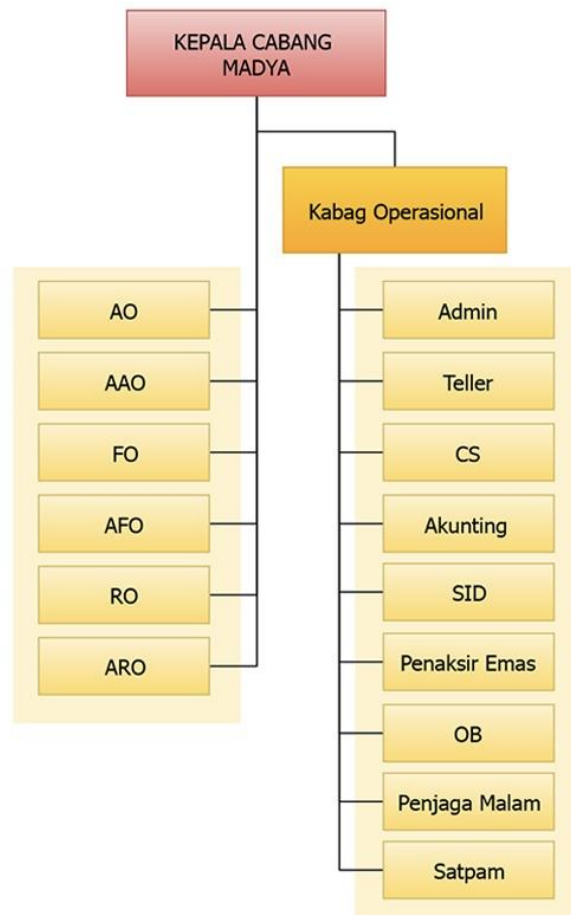 KEPALA CABANG
MADYA
Kabag Operasional
AO
AAO
FO
AFO
RO
ARO
Admin
Teller
CS
Akunting
SID
Penaksir Emas
OB
Penjaga Malam
Satpam